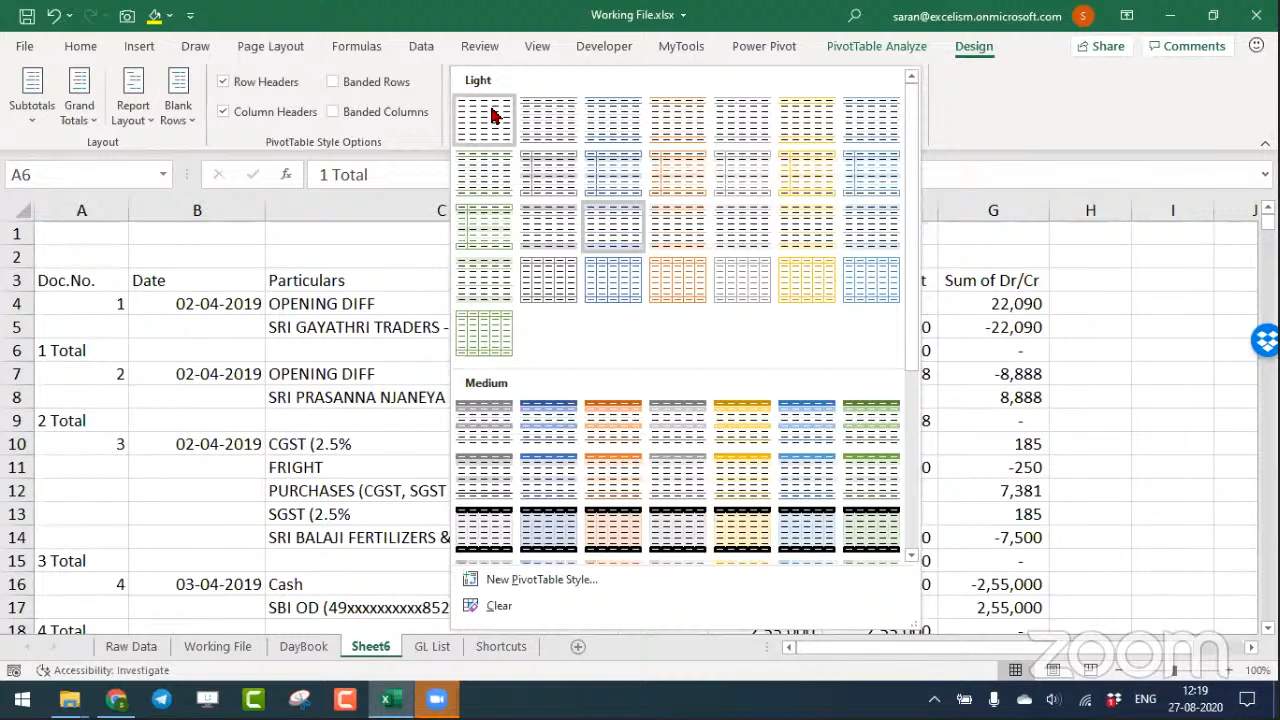 Working File.xlsx
saran@excelism.onmicrosoft.com
S
File Home Insert Draw Page Layout Formulas Data Review View Developer MyTools Power Pivot PivotTable Analyze Design Share Comments
Subtotals
Grand Totals
Report Layout
Blank Rows
Row Headers
Banded Rows
Column Headers
Banded Columns
Layout
PivotTable Style Options
Light
Medium
New PivotTable Style...
Clear
A6
fx
1 Total
A B C G H I J
1
2
3 Doc.No. Date Particulars t Sum of Dr/Cr
4 1 02-04-2019 OPENING DIFF 22,090
5 SRI GAYATHRI TRADERS - 0 -22,090
6 1 Total 0 -
7 2 02-04-2019 OPENING DIFF 8 -8,888
8 SRI PRASANNA NJANEYA 8,888
9 2 Total 8 -
10 3 02-04-2019 CGST (2.5% 185
11 FRIGHT 0 -250
12 PURCHASES (CGST, SGST 7,381
13 SGST (2.5% 185
14 SRI BALAJI FERTILIZERS & -7,500
15 3 Total 0 -
16 4 03-04-2019 Cash -2,55,000
17 SBI OD (49xxxxxxxxxx852 2,55,000
18 4 Total 2,55,000 2,55,000 -
Raw Data Working File DayBook Sheet6 GL List Shortcuts
Accessibility: Investigate
100%
zoom
ENG
12:19
27-08-2020